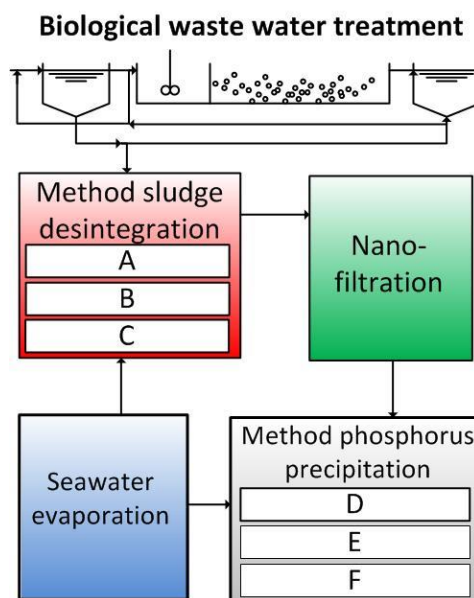 Biological waste water treatment
Method sludge
desintegration
A
B
C
Nano-
filtration
Seawater
evaporation
Method phosphorus
precipitation
D
E
F